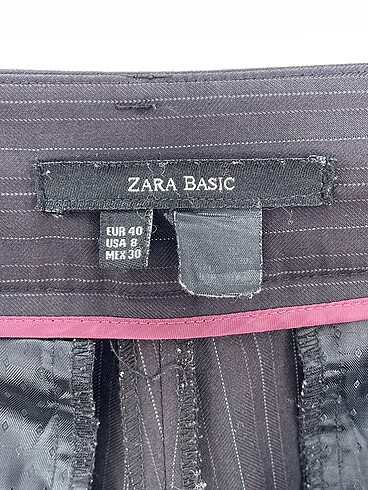 ZARA BASIC
EUR 40
USA 8
MEX 30